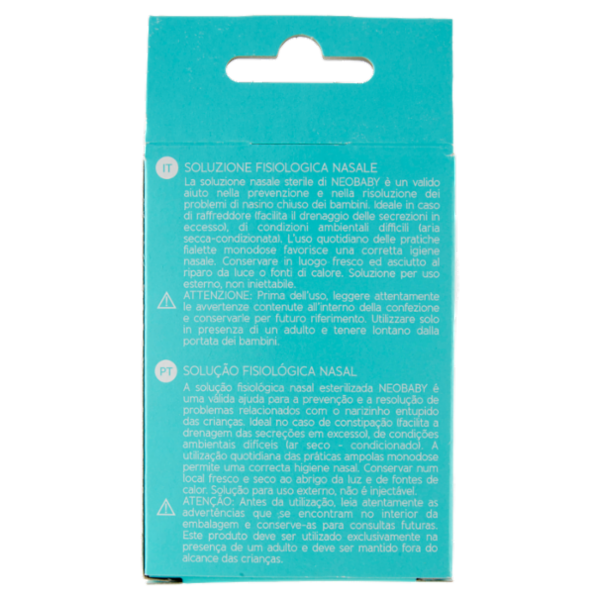 IT SOLUZIONE FISIOLOGICA NASALE
La soluzione nasale sterile di NEOBABY è un valido
aiuto nella prevenzione e nella risoluzione dei
problemi di nasino chiuso dei bambini. Ideale in caso
di raffreddore (facilita il drenaggio delle secrezioni in
eccesso), di condizioni ambientali difficili (aria
secca-condizionata). L'uso quotidiano delle pratiche
fialette monodose favorisce una corretta igiene
nasale. Conservare in luogo fresco ed asciutto al
riparo da luce o fonti di calore. Soluzione per uso
esterno, non iniettabile.
ATTENZIONE: Prima dell'uso, leggere attentamente
le avvertenze contenute all'interno della confezione
e conservarle per futuro riferimento. Utilizzare solo
in presenza di un adulto e tenere lontano dalla
portata dei bambini.
PT SOLUÇÃO FISIOLÓGICA NASAL
A solução fisiológica nasal esterilizada NEOBABY é
uma válida ajuda para a prevenção e a resolução de
problemas relacionados com o narizinho entupido
das crianças. Ideal no caso de constipação (facilita a
drenagem das secreções em excesso), de condições
ambientais difíceis (ar seco - condicionado). A
utilização quotidiana das práticas ampolas monodose
permite uma correcta higiene nasal. Conservar num
local fresco e seco ao abrigo da luz e de fontes de
calor. Solução para uso externo, não é injectável.
ATENÇÃO: Antes da utilização, leia atentamente as
advertências que se encontram no interior da
embalagem e conserve-as para consultas futuras.
Este produto deve ser utilizado exclusivamente na
presença de um adulto e deve ser mantido fora do
alcance das crianças.